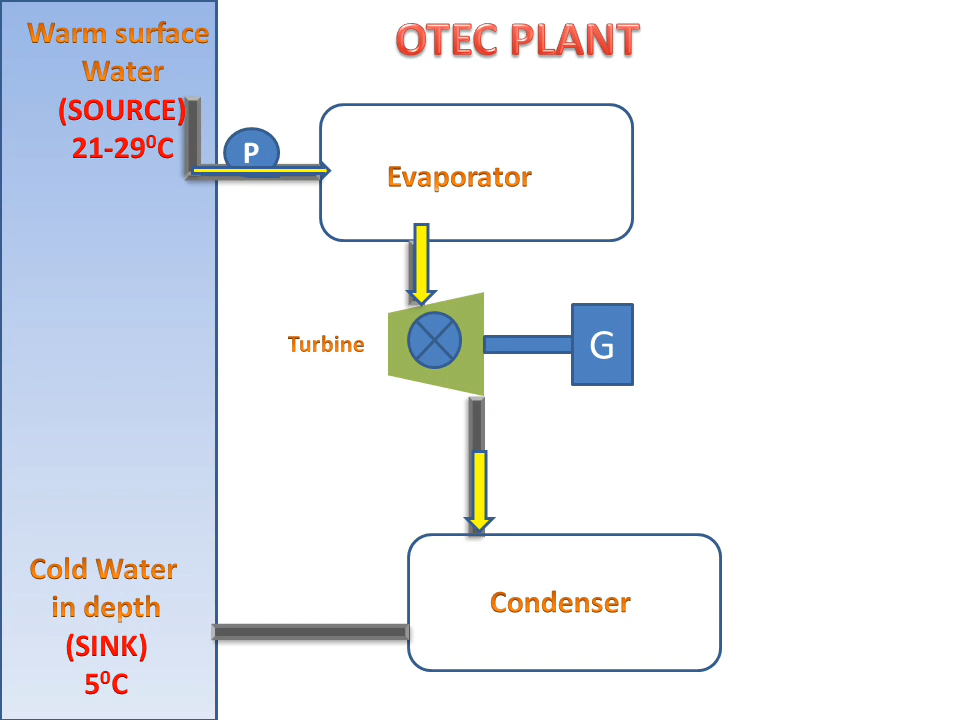 OTEC PLANT
Warm surface
Water
(SOURCE)
21-29⁰C
P
Evaporator
Turbine
G
Cold Water
in depth
(SINK)
5⁰C
Condenser